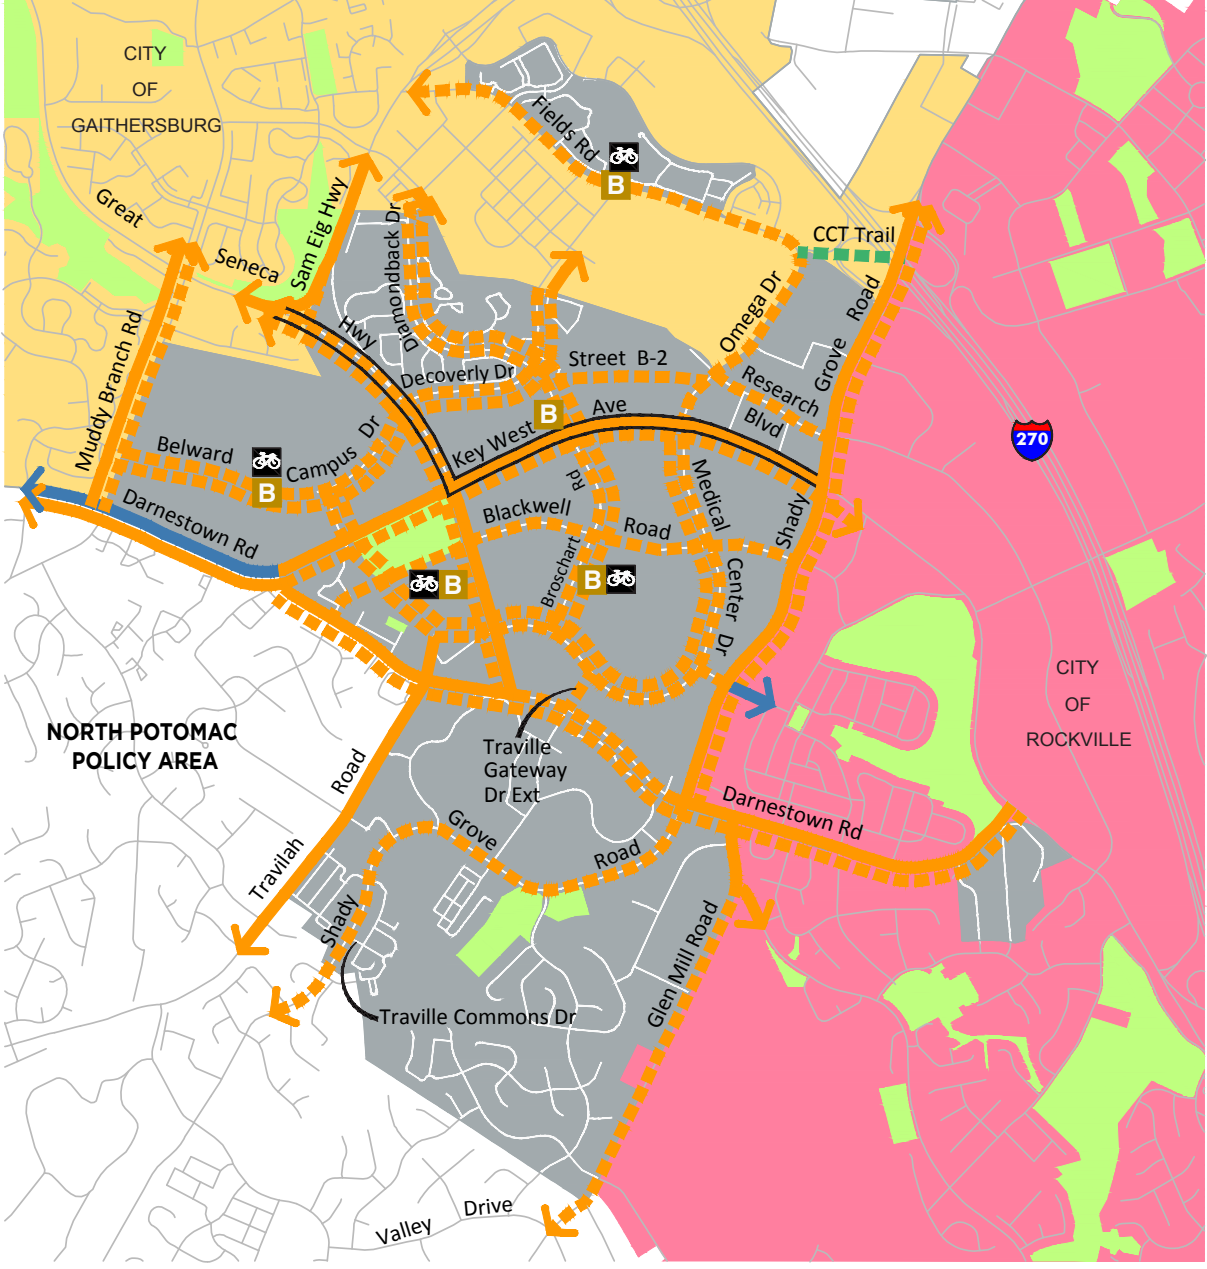 CITY
OF
GAITHERSBURG
Fields Rd
B
Great
Seneca
Hwy
Sam Eig Hwy
Diamondback Dr
CCT Trail
Omega Dr
Grove
Road
Muddy Branch Rd
Street B-2
Decoverly Dr
Research
Blvd
Key West
Ave
B
Belward
Campus
Dr
B
270
Darnestown Rd
Blackwell
Road
Rd
Broschart
Medical
Center
Dr
Shady
B
B
CITY
OF
ROCKVILLE
NORTH POTOMAC
POLICY AREA
Traville
Gateway
Dr Ext
Road
Travilah
Darnestown Rd
Grove
Road
Shady
Glen Mill Road
Traville Commons Dr
Valley
Drive